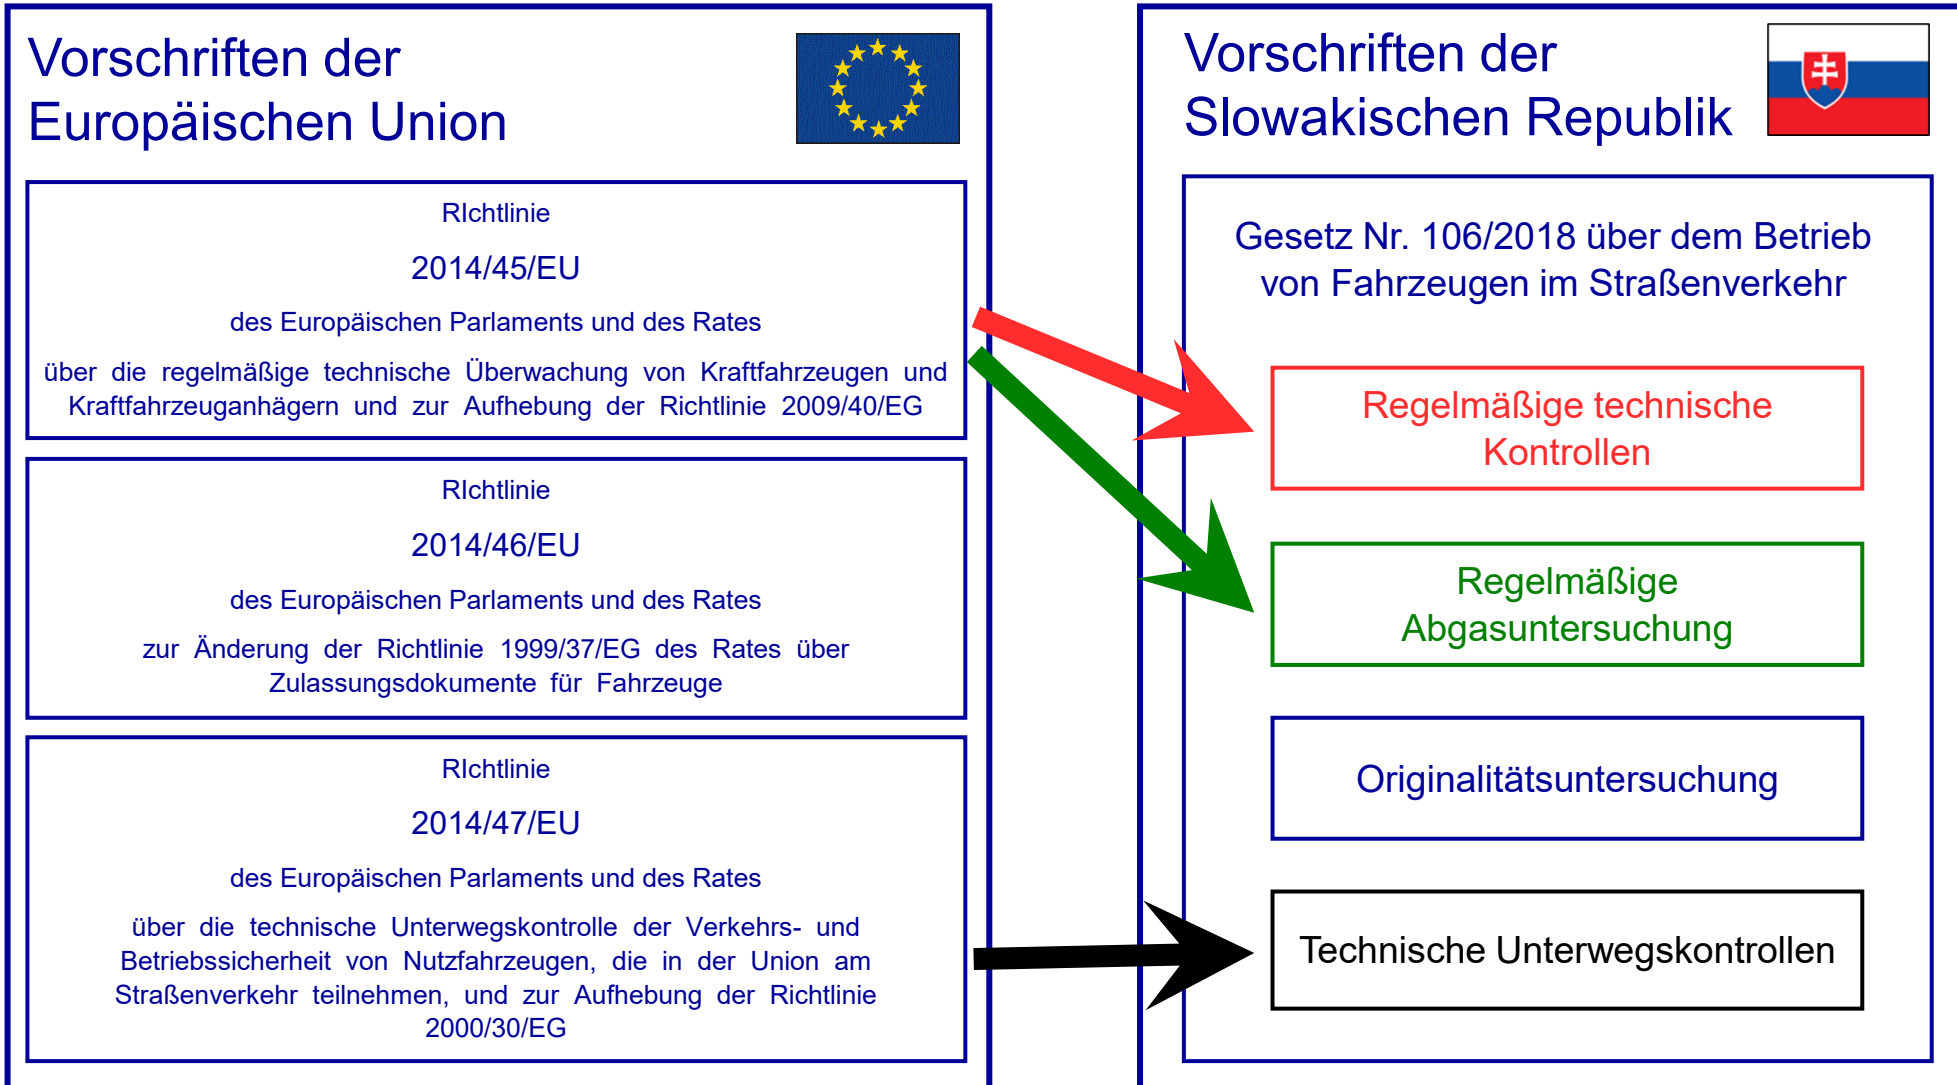 Vorschriften der
Europäischen Union
RIchtlinie
2014/45/EU
des Europäischen Parlaments und des Rates
über die regelmäßige technische Überwachung von Kraftfahrzeugen und
Kraftfahrzeuganhägern und zur Aufhebung der Richtlinie 2009/40/EG
RIchtlinie
2014/46/EU
des Europäischen Parlaments und des Rates
zur Änderung der Richtlinie 1999/37/EG des Rates über
Zulassungsdokumente für Fahrzeuge
RIchtlinie
2014/47/EU
des Europäischen Parlaments und des Rates
über die technische Unterwegskontrolle der Verkehrs- und
Betriebssicherheit von Nutzfahrzeugen, die in der Union am
Straßenverkehr teilnehmen, und zur Aufhebung der Richtlinie
2000/30/EG
Vorschriften der
Slowakischen Republik
Gesetz Nr. 106/2018 über dem Betrieb
von Fahrzeugen im Straßenverkehr
Regelmäßige technische
Kontrollen
Regelmäßige
Abgasuntersuchung
Originalitätsuntersuchung
Technische Unterwegskontrollen